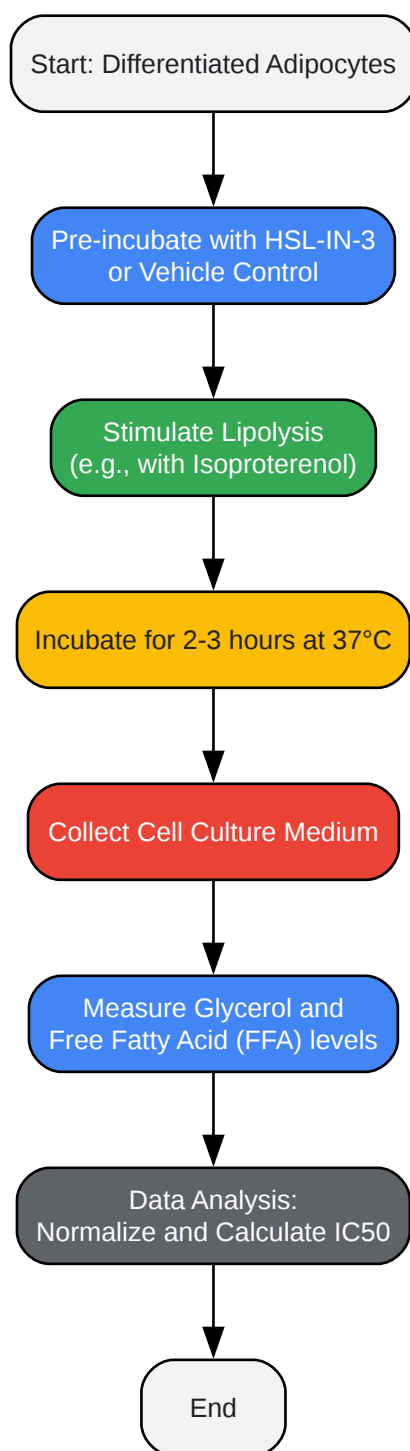 Start: Differentiated Adipocytes
Pre-incubate with HSL-IN-3
or Vehicle Control
Stimulate Lipolysis
(e.g., with Isoproterenol)
Incubate for 2-3 hours at 37°C
Collect Cell Culture Medium
Measure Glycerol and
Free Fatty Acid (FFA) levels
Data Analysis:
Normalize and Calculate IC50
End